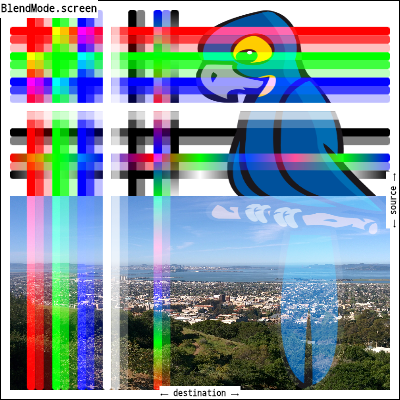 BlendMode.screen
← source →
← destination →